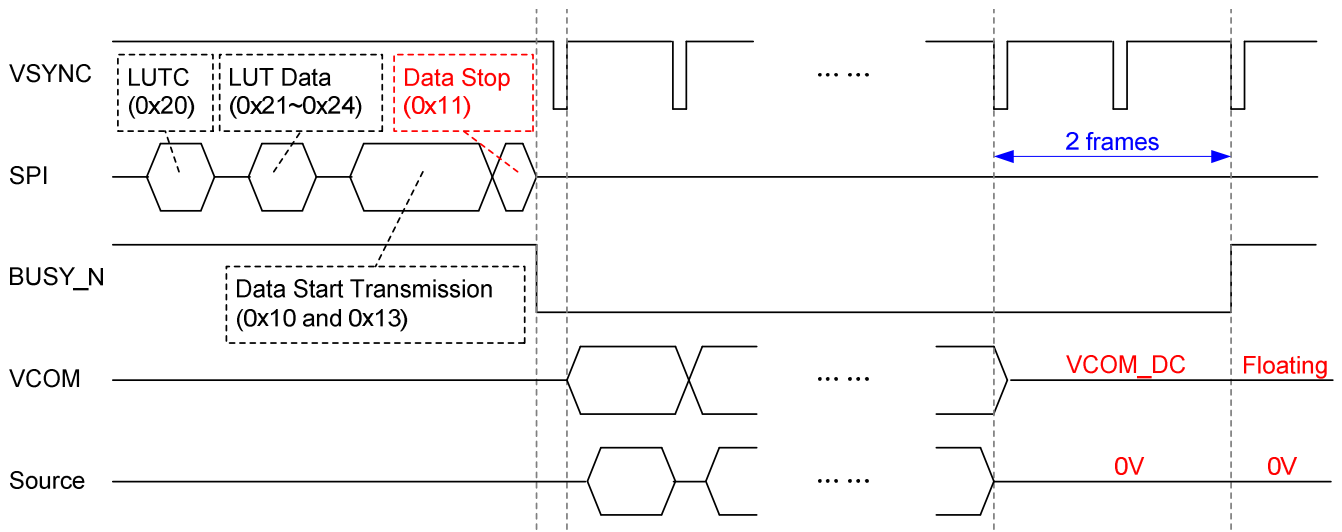 VSYNC
LUTC
(0x20)
LUT Data
(0x21~0x24)
Data Stop
(0x11)
... ...
2 frames
SPI
BUSY_N
Data Start Transmission
(0x10 and 0x13)
VCOM
... ...
VCOM_DC
Floating
Source
... ...
0V
0V